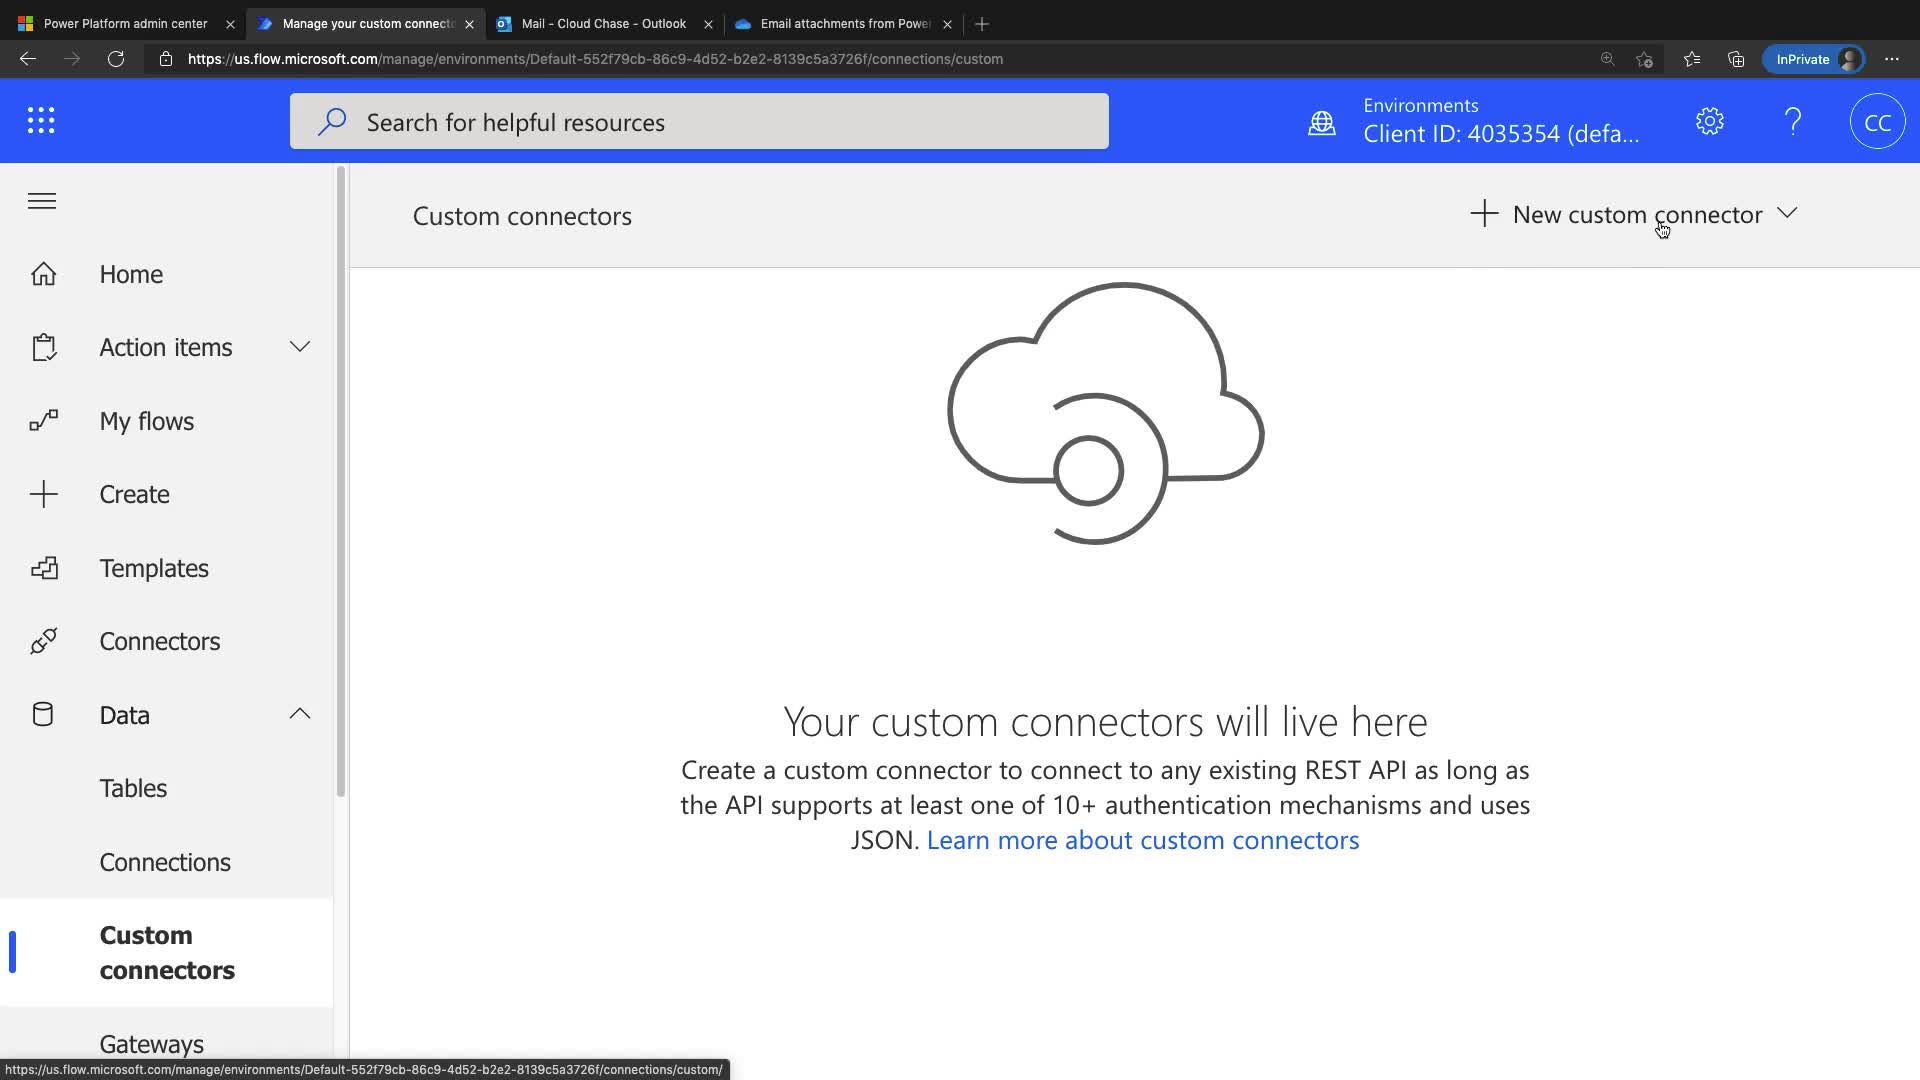 Power Platform admin center
Manage your custom connecto
Mail - Cloud Chase - Outlook
Email attachments from Powe
https://us.flow.microsoft.com/manage/environments/Default-552f79cb-86c9-4d52-b2e2-8139c5a3726f/connections/custom
InPrivate
Search for helpful resources
Environments
Client ID: 4035354 (defa...
CC
Custom connectors
New custom connector
Home
Action items
My flows
Create
Templates
Connectors
Data
Tables
Connections
Custom
connectors
Gateways
Your custom connectors will live here
Create a custom connector to connect to any existing REST API as long as
the API supports at least one of 10+ authentication mechanisms and uses
JSON. Learn more about custom connectors
https://us.flow.microsoft.com/manage/environments/Default-552f79cb-86c9-4d52-b2e2-8139c5a3726f/connections/custom/